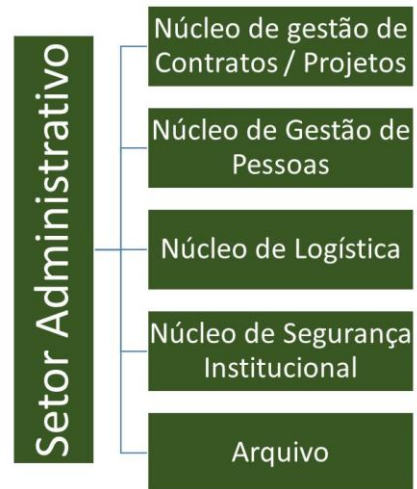 Setor Administrativo
Núcleo de gestão de
Contratos / Projetos
Núcleo de Gestão de
Pessoas
Núcleo de Logística
Núcleo de Segurança
Institucional
Arquivo